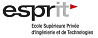 esprit
Ecole Supérieure Privée
d'Ingénierie et de Technologies